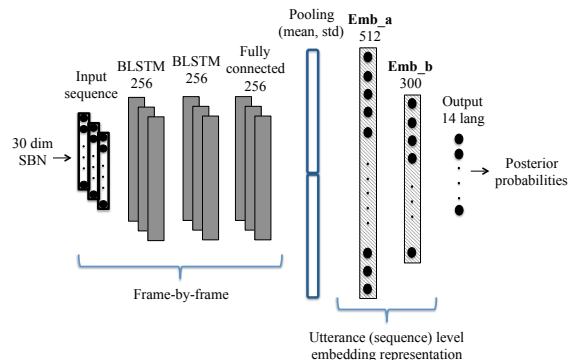 Pooling
(mean, std)
Emb_a
512
Emb_b
300
Output
14 lang
Input
sequence
BLSTM
256
BLSTM
256
Fully
connected
256
30 dim
SBN
Posterior
probabilities
Frame-by-frame
Utterance (sequence) level
embedding representation